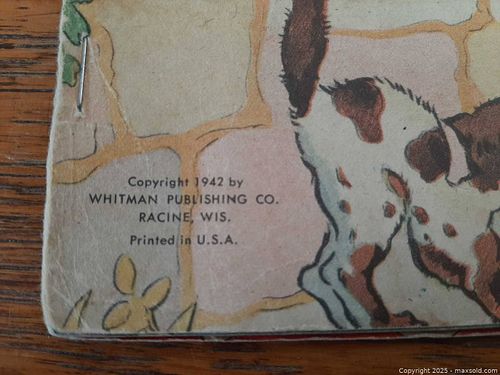 Copyright 1942 by
WHITMAN PUBLISHING CO.
RACINE, WIS.
Printed in U.S.A.
Copyright 2025 - maxsold.com